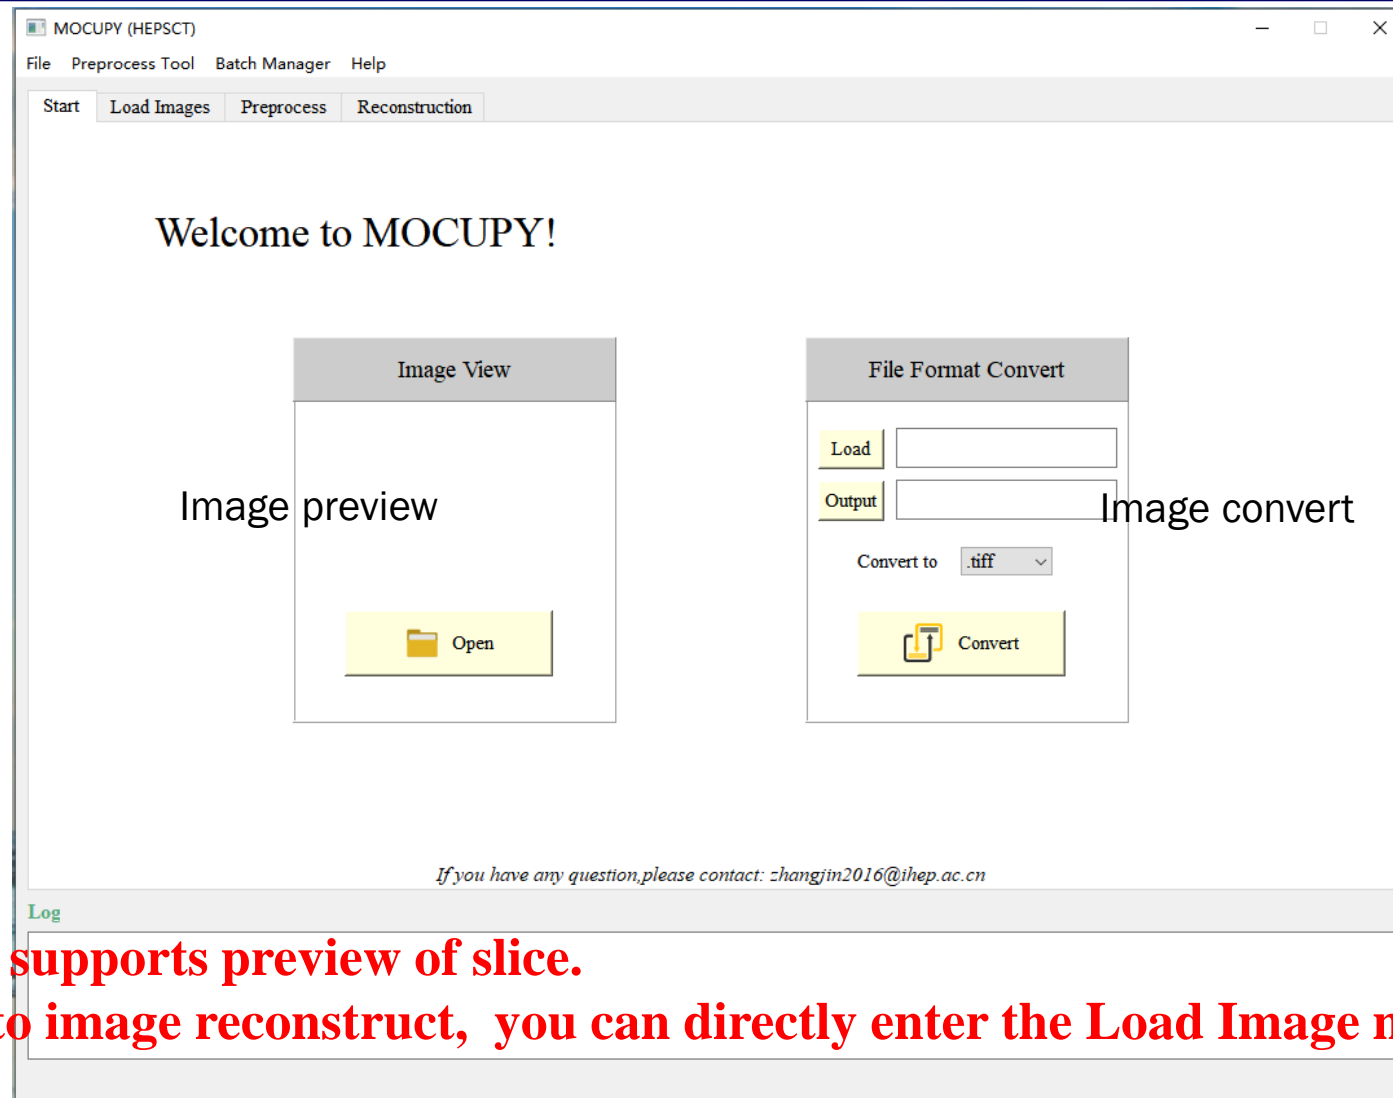 MOCUPY (HEPSCT)
File Preprocess Tool Batch Manager Help
Start Load Images Preprocess Reconstruction
Welcome to MOCUPY!
Image View
File Format Convert
Load
Image preview
Output
Image convert
Convert to .tiff
Open
Convert
If you have any question,please contact: zhangjin2016@ihep.ac.cn
Log
supports preview of slice.
to image reconstruct, you can directly enter the Load Image